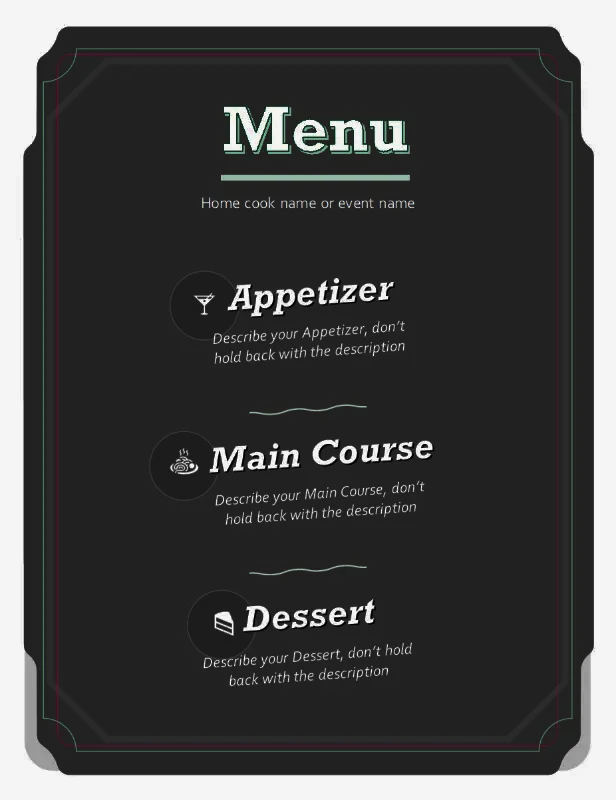 Menu
Home cook name or event name
Appetizer
Describe your Appetizer, don’t
hold back with the description
Main Course
Describe your Main Course, don’t
hold back with the description
Dessert
Describe your Dessert, don’t hold
back with the description